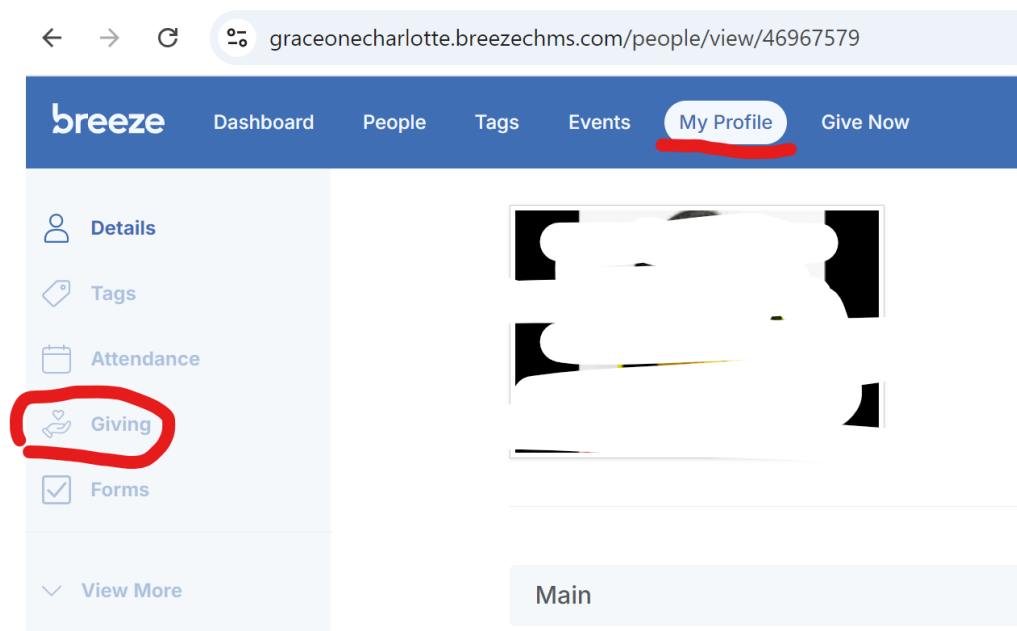 graceonecharlotte.breezechms.com/people/view/46967579
breeze Dashboard People Tags Events My Profile Give Now
Details
Tags
Attendance
Giving
Forms
View More
Main